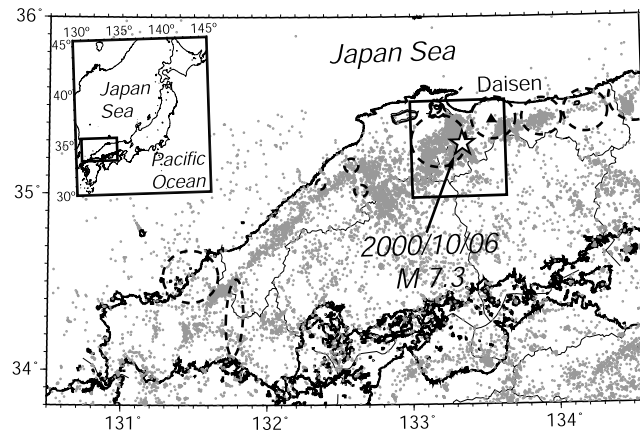 36°
130° 135° 140° 145°
45°
Japan Sea
Daisen
Japan
Sea
40°
35°
Pacific
Ocean
30°
35°
2000/10/06
M 7.3
34°
131° 132° 133° 134°